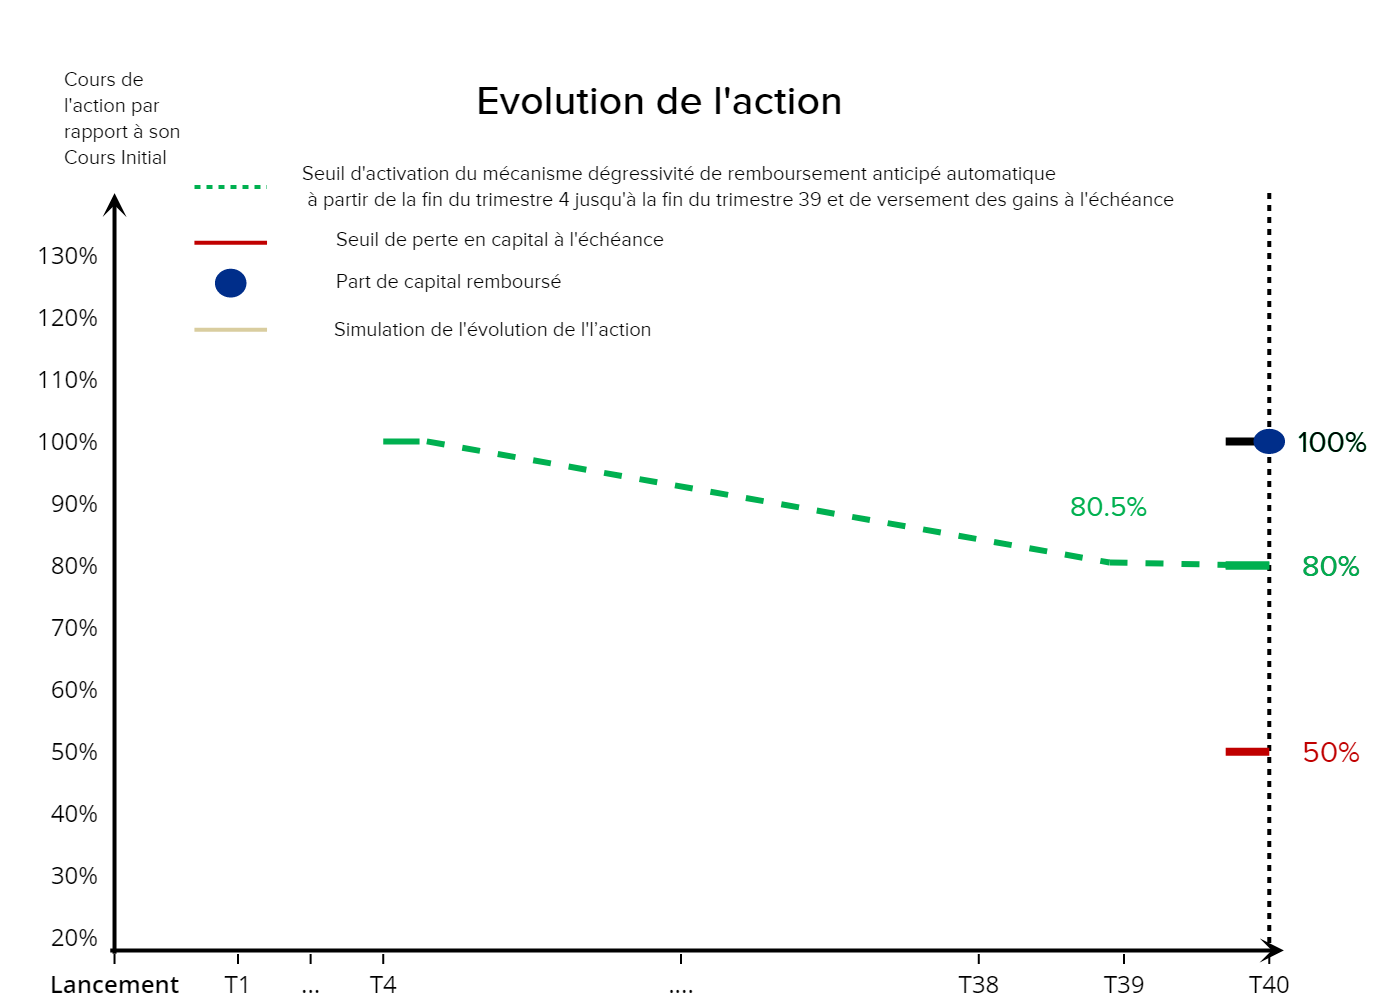 Cours de
l'action par
rapport à son
Cours Initial
Evolution de l'action
Seuil d'activation du mécanisme dégressivité de remboursement anticipé automatique
à partir de la fin du trimestre 4 jusqu'à la fin du trimestre 39 et de versement des gains à l'échéance
Seuil de perte en capital à l'échéance
Part de capital remboursé
Simulation de l'évolution de l'l’action
130%
120%
110%
100%
90%
80%
70%
60%
50%
40%
30%
20%
80.5%
100%
80%
50%
Lancement T1 ... T4 .... T38 T39 T40